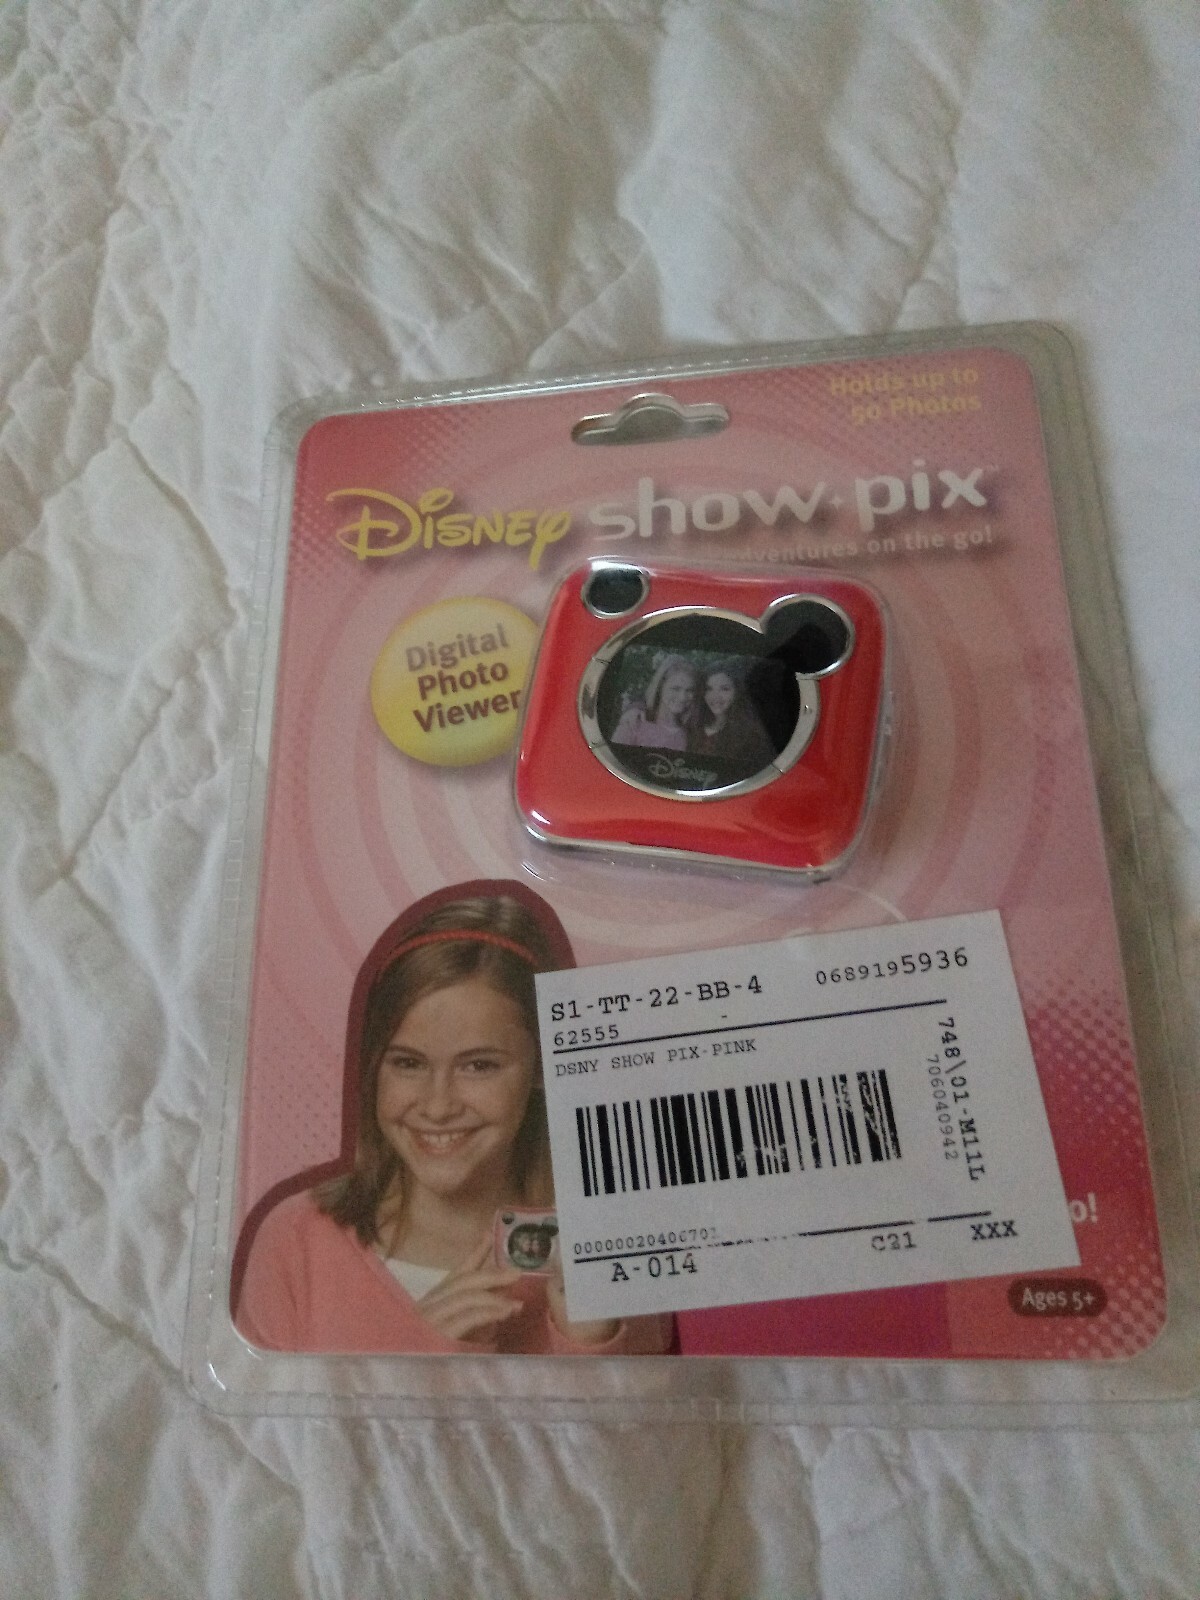 Holds up to
50 Photos
Disney show•pix™
adventures on the go!
Digital
Photo
Viewer
Disney
S1-TT-22-BB-4 0689195936
62555 -
DSNY SHOW PIX-PINK
748\01-M11L
706040942
A-014 C21 XXX
o!
Ages 5+